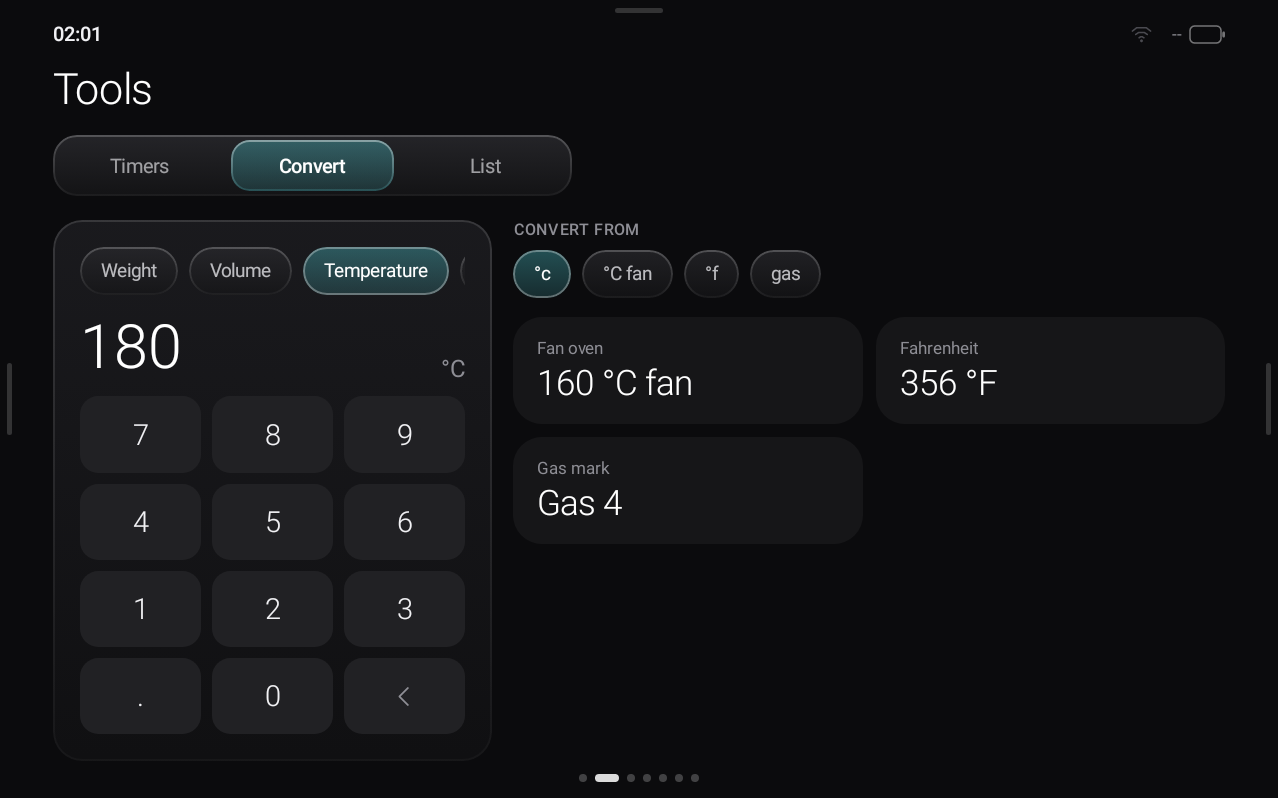 02:01
--
Tools
Timers Convert List
Weight Volume Temperature
180 °C
7 8 9
4 5 6
1 2 3
. 0
CONVERT FROM
°c °C fan °f gas
Fan oven
160 °C fan
Fahrenheit
356 °F
Gas mark
Gas 4